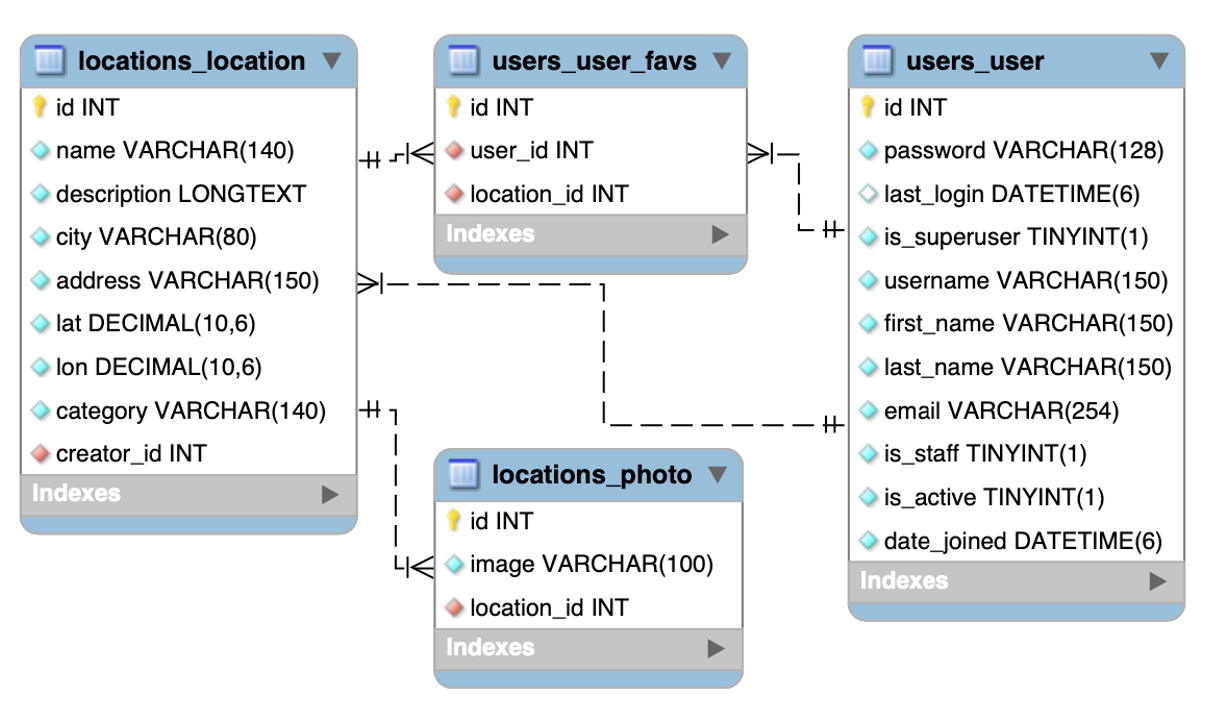 locations_location
id INT
name VARCHAR(140)
description LONGTEXT
city VARCHAR(80)
address VARCHAR(150)
lat DECIMAL(10,6)
lon DECIMAL(10,6)
category VARCHAR(140)
creator_id INT
Indexes
users_user_favs
id INT
user_id INT
location_id INT
Indexes
locations_photo
id INT
image VARCHAR(100)
location_id INT
Indexes
users_user
id INT
password VARCHAR(128)
last_login DATETIME(6)
is_superuser TINYINT(1)
username VARCHAR(150)
first_name VARCHAR(150)
last_name VARCHAR(150)
email VARCHAR(254)
is_staff TINYINT(1)
is_active TINYINT(1)
date_joined DATETIME(6)
Indexes